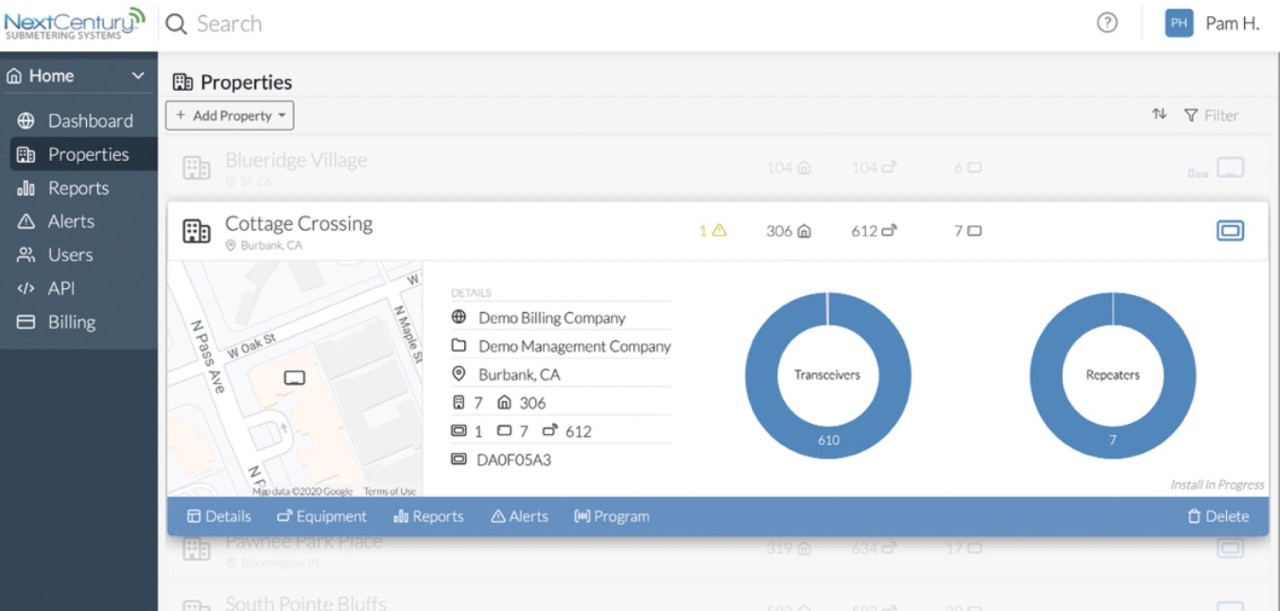 NextCentury
SUBMETERING SYSTEMS
Search
PH Pam H.
Home
Dashboard
Properties
Reports
Alerts
Users
API
Billing
Properties
+ Add Property
Filter
Blueridge Village
SF, CA
104 104 6
Cottage Crossing
Burbank, CA
1 306 612 7
N Pass Ave
W Oak St
N Maple St
W
N P
Map data ©2020 Google Terms of Use
DETAILS
Demo Billing Company
Demo Management Company
Burbank, CA
7 306
1 7 612
DA0F05A3
Transceivers
610
Repeaters
7
Install In Progress
Details Equipment Reports Alerts Program Delete
Pawnee Park Place
Bloomington, IN
319 634 17
South Pointe Bluffs